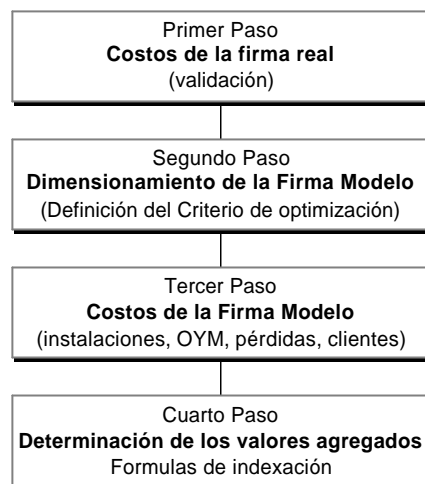 Primer Paso
Costos de la firma real
(validación)
Segundo Paso
Dimensionamiento de la Firma Modelo
(Definición del Criterio de optimización)
Tercer Paso
Costos de la Firma Modelo
(instalaciones, OYM, pérdidas, clientes)
Cuarto Paso
Determinación de los valores agregados
Formulas de indexación